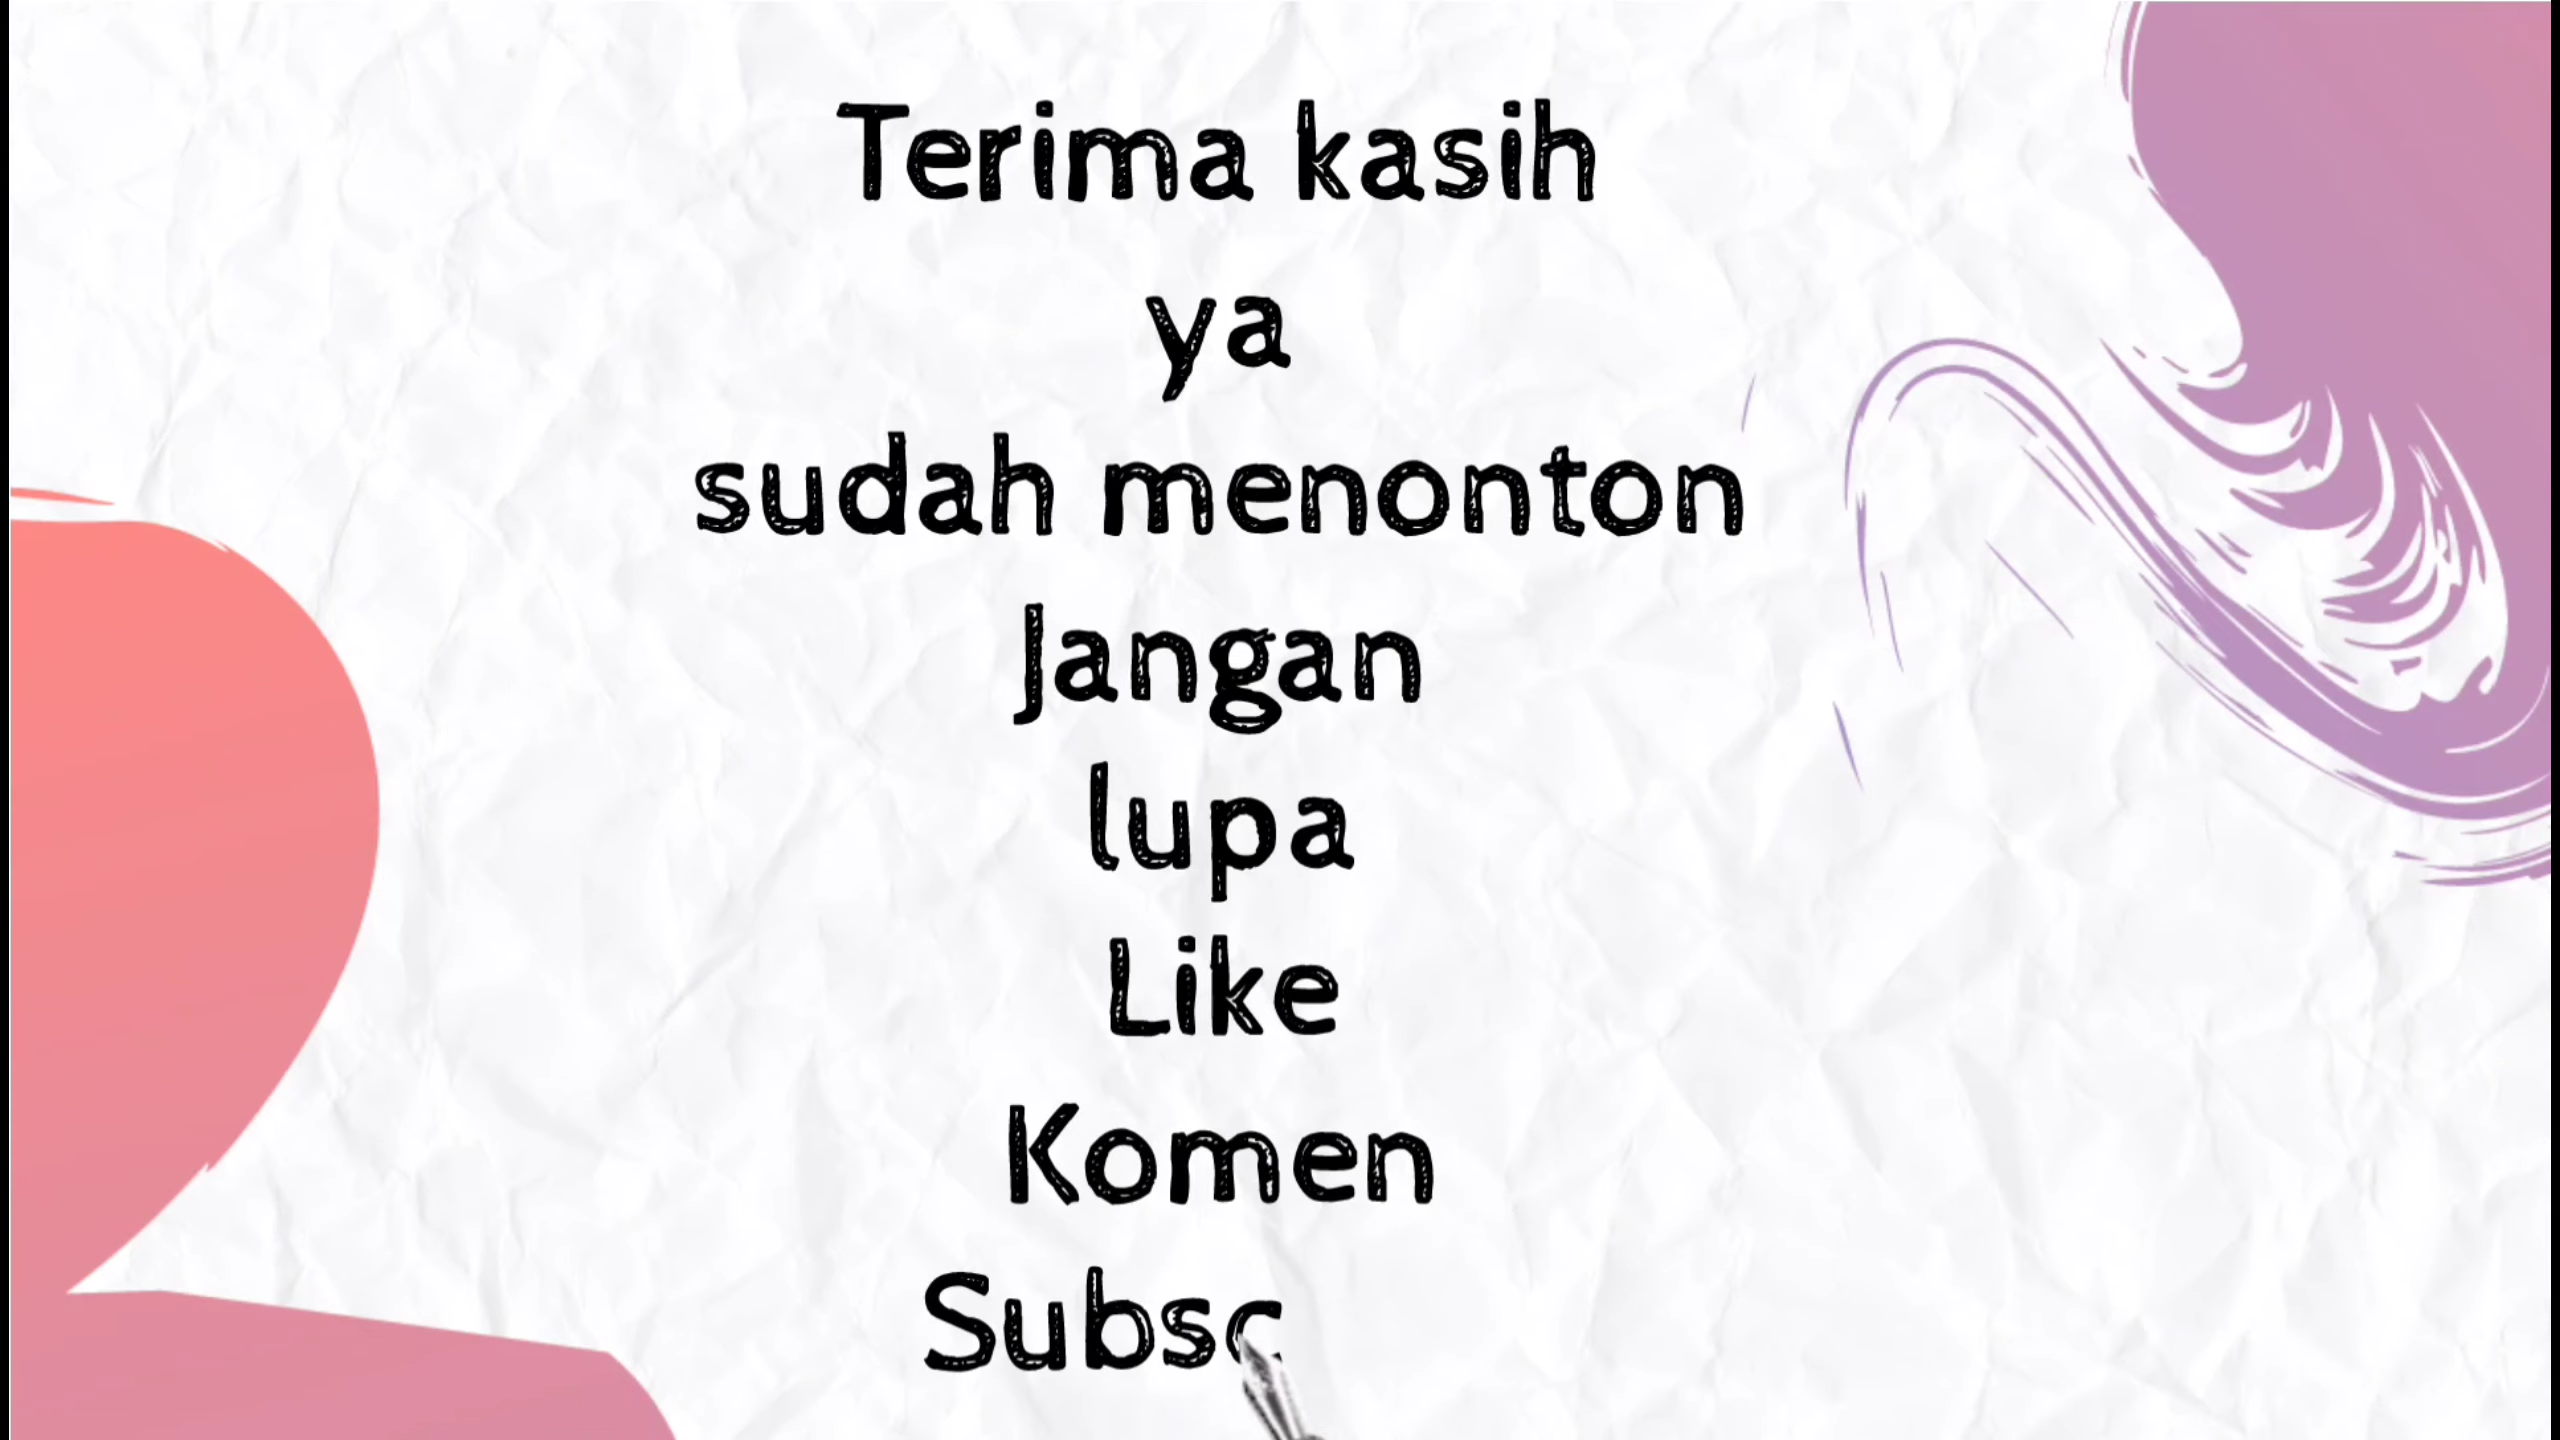 Terima kasih
ya
sudah menonton
Jangan
lupa
Like
Komen
Subsc